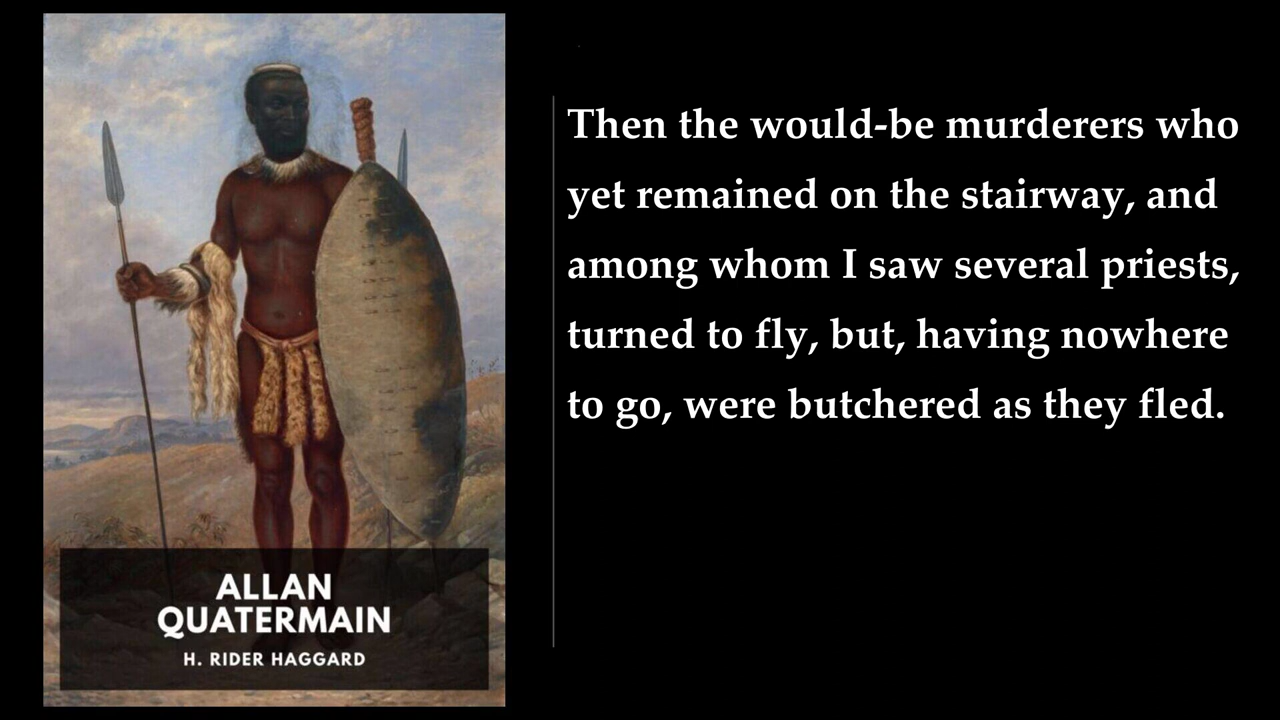 ALLAN
QUATERMAIN
H. RIDER HAGGARD
Then the would-be murderers who
yet remained on the stairway, and
among whom I saw several priests,
turned to fly, but, having nowhere
to go, were butchered as they fled.